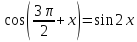 cos(3π/2 + x) = sin 2x